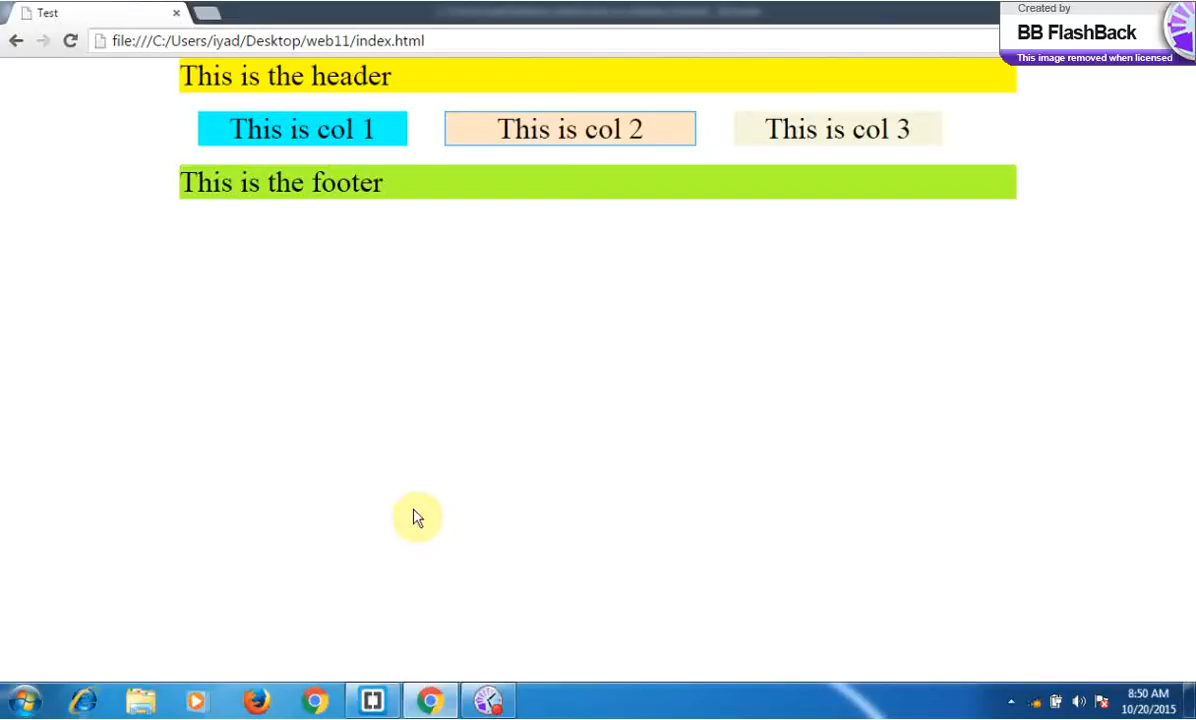 Test
Created by
BB FlashBack
This image removed when licensed
file:///C:/Users/iyad/Desktop/web11/index.html
This is the header
This is col 1
This is col 2
This is col 3
This is the footer
8:50 AM
10/20/2015